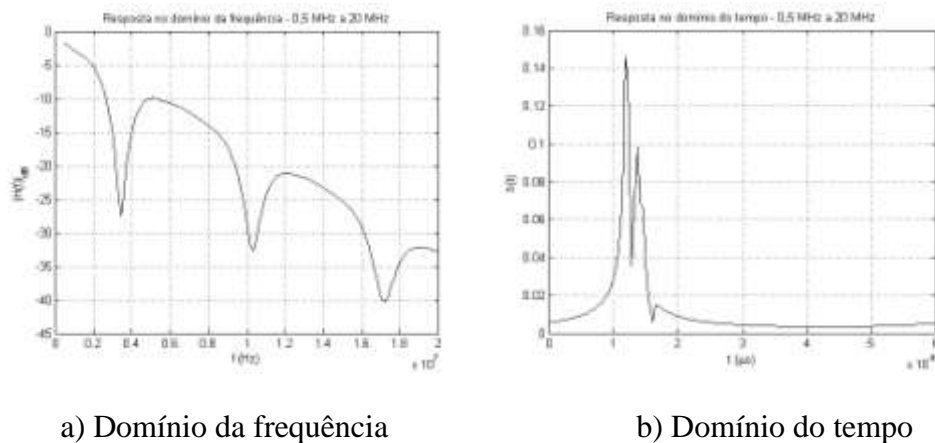 Resposta no domínio da frequência - 0,5 MHz a 20 MHz
0
-5
-10
-15
-20
-25
-30
-35
-40
-45
|H(f)|dB
0 0.2 0.4 0.6 0.8 1 1.2 1.4 1.6 1.8 2
f (Hz)
x 10
Resposta no domínio do tempo - 0,5 MHz a 20 MHz
0.16
0.14
0.12
0.1
0.08
0.06
0.04
0.02
0
h(t)
0 1 2 3 4 5 6
t (µs)
x 10
a) Domínio da frequência
b) Domínio do tempo